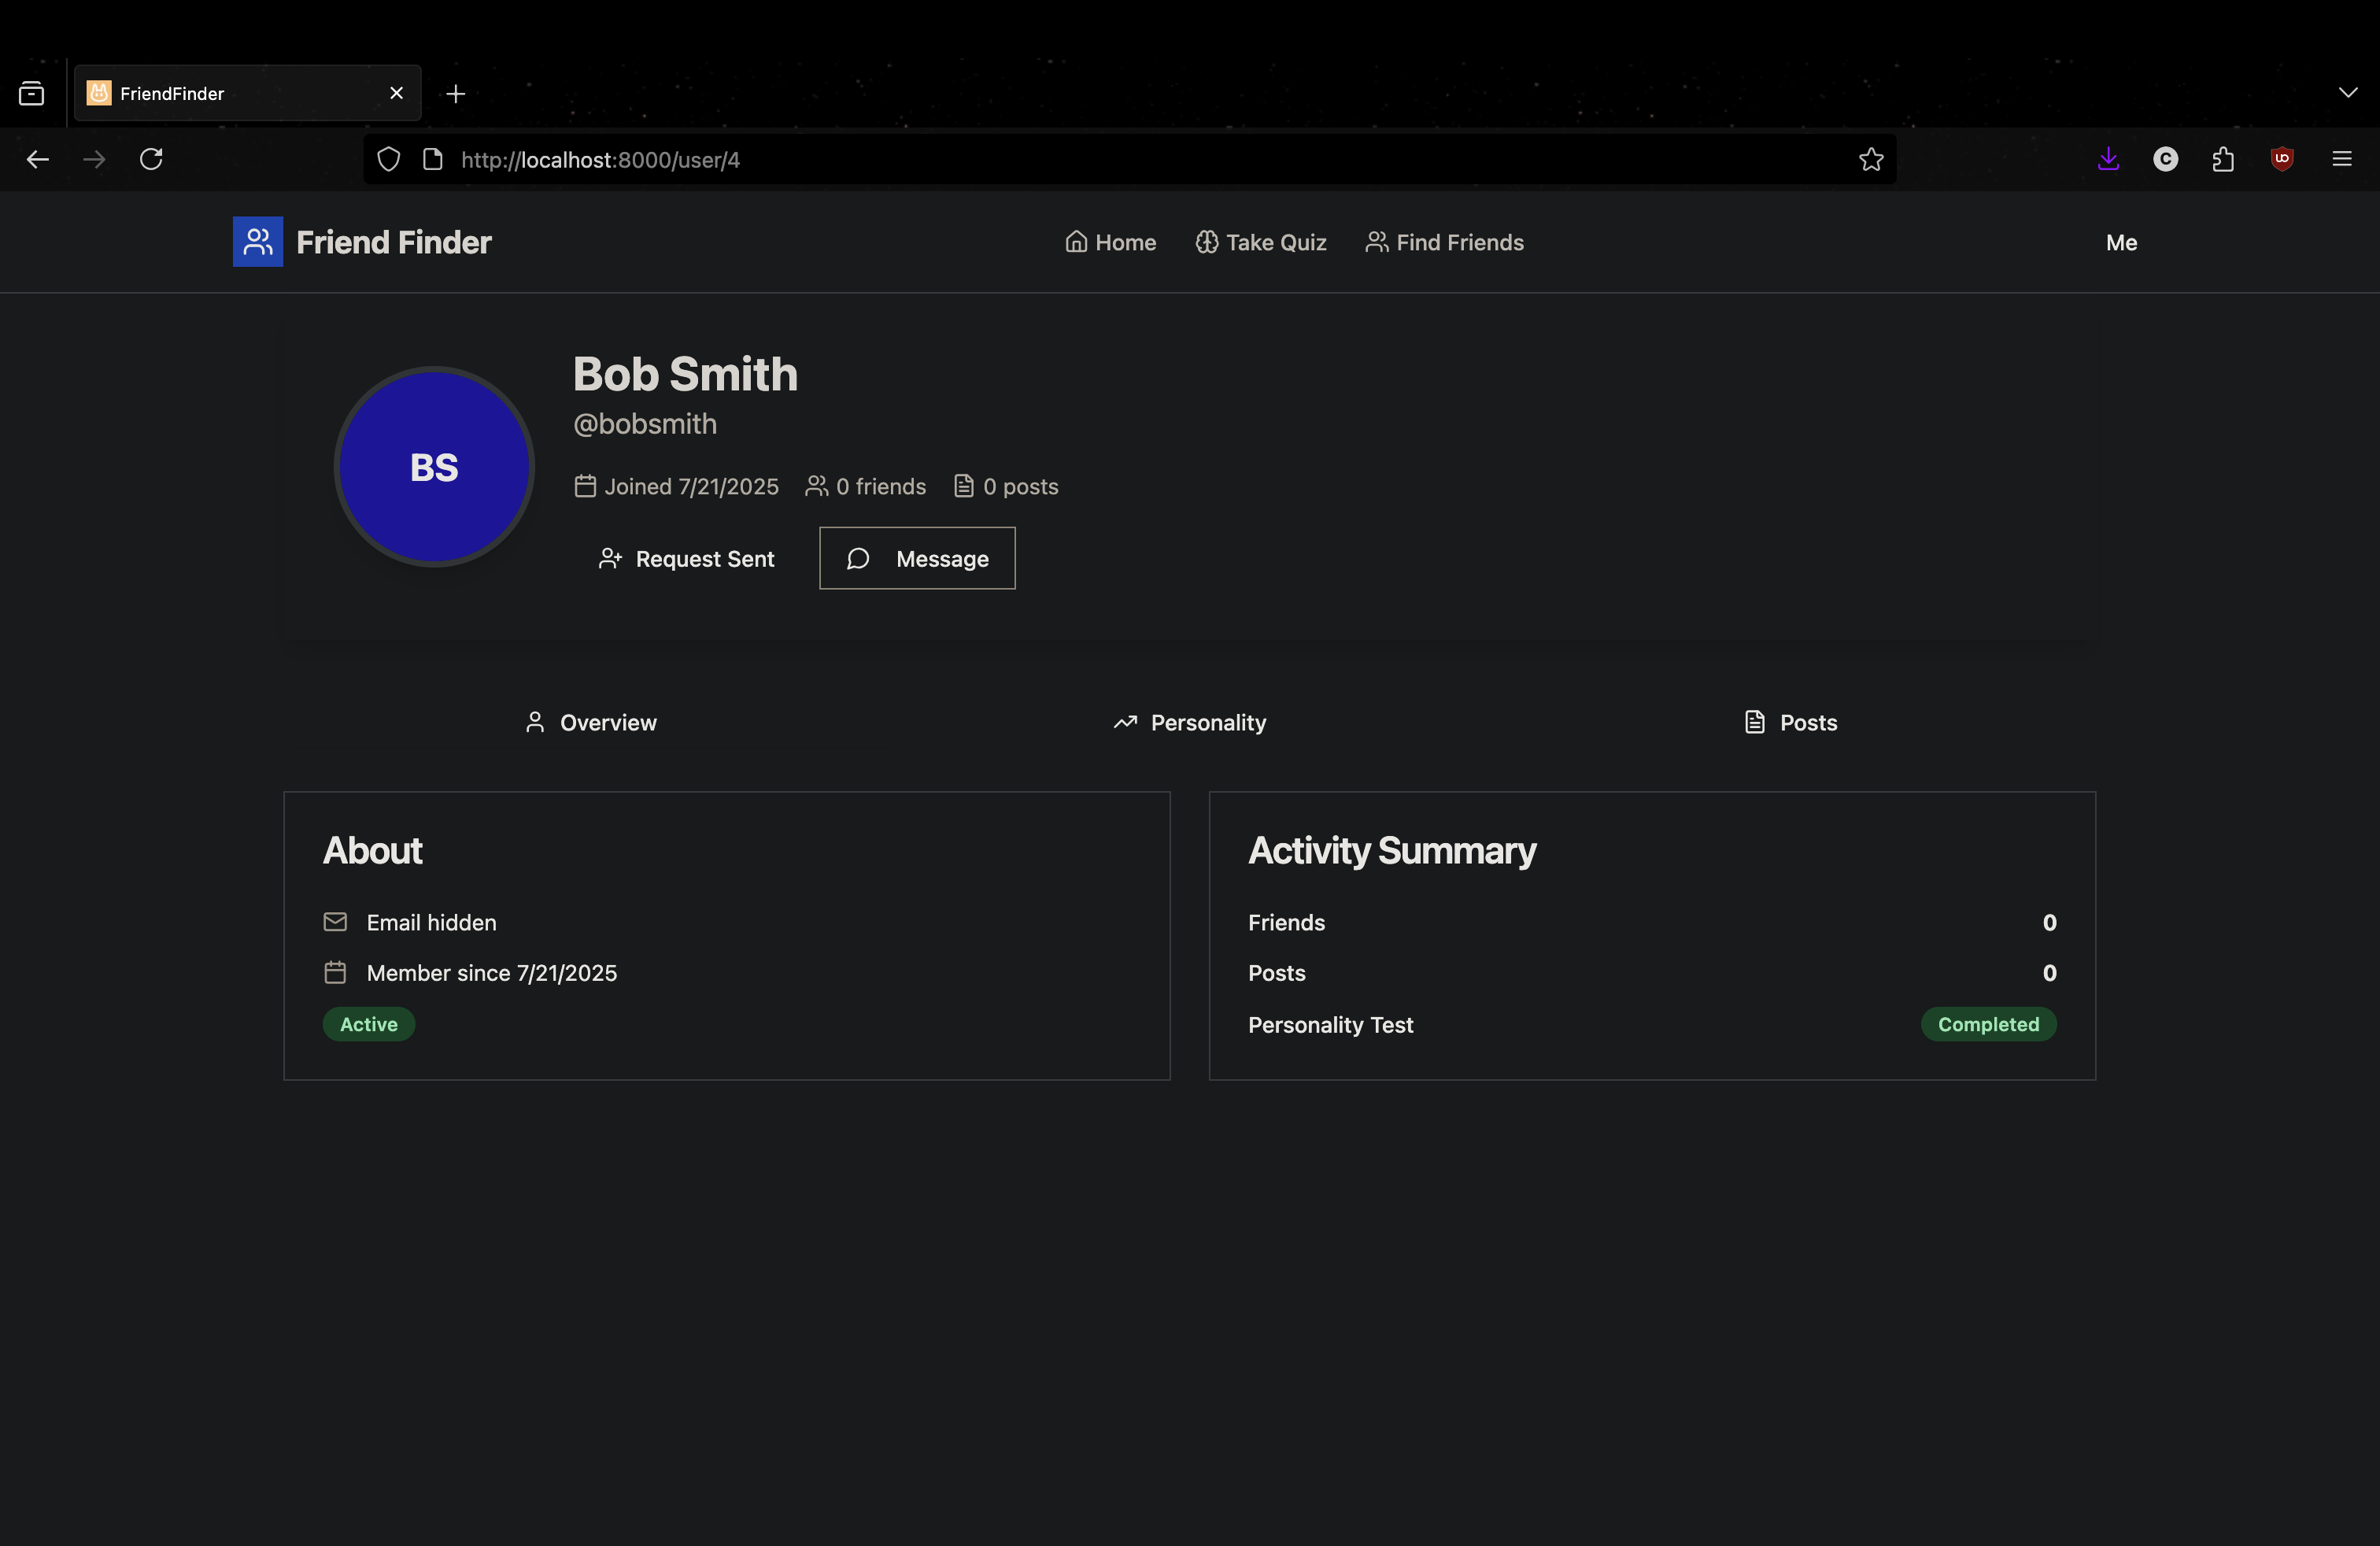 FriendFinder
http://localhost:8000/user/4
C
UO
Friend Finder
Home Take Quiz Find Friends
Me
BS
Bob Smith
@bobsmith
Joined 7/21/2025 0 friends 0 posts
Request Sent Message
Overview Personality Posts
About
Email hidden
Member since 7/21/2025
Active
Activity Summary
Friends 0
Posts 0
Personality Test Completed